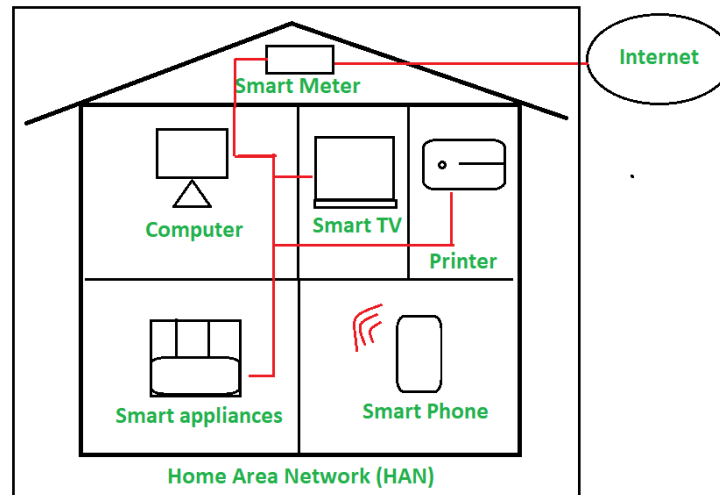 Internet
Smart Meter
Computer
Smart TV
Printer
Smart appliances
Smart Phone
Home Area Network (HAN)